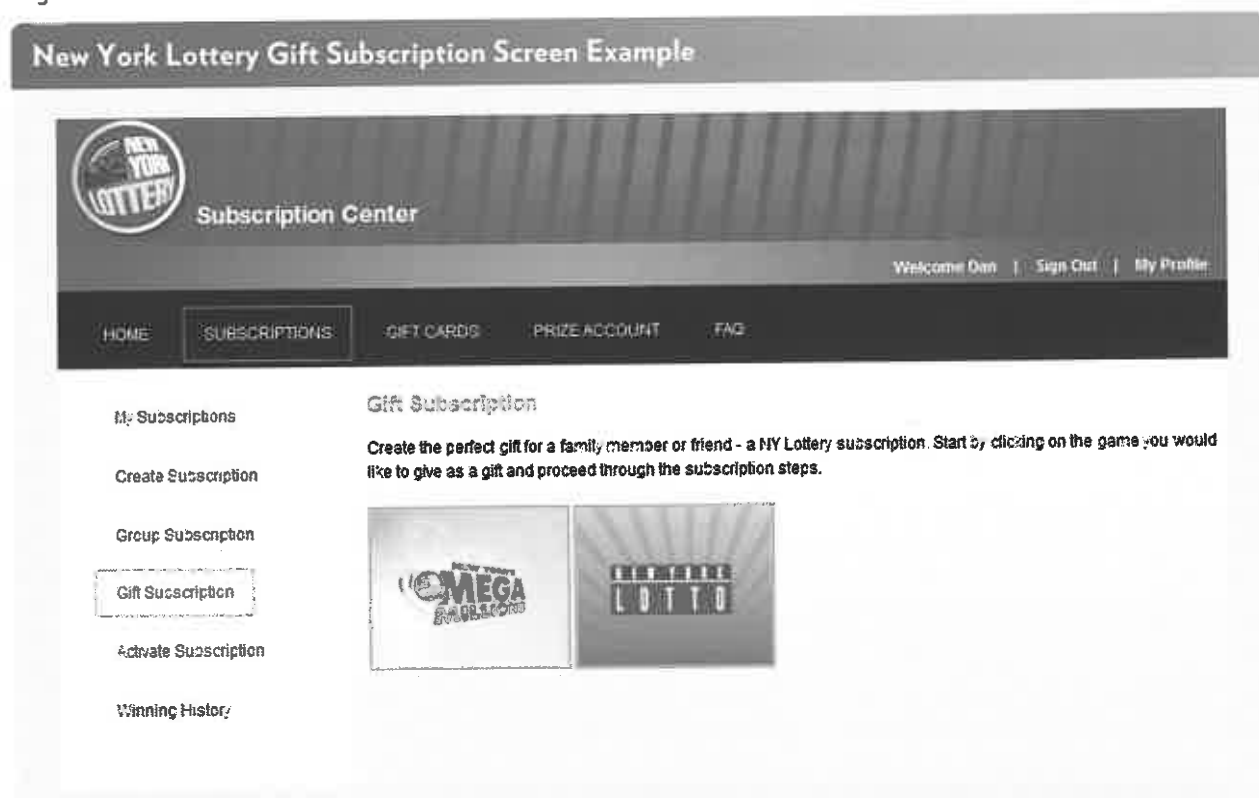 New York Lottery Gift Subscription Screen Example
NEW
YORK
LOTTERY
Subscription Center
Welcome Dan | Sign Out | My Profile
HOME SUBSCRIPTIONS GIFT CARDS PRIZE ACCOUNT FAQ
My Subscriptions
Create Subscription
Group Subscription
Gift Subscription
Activate Subscription
Winning History
Gift Subscription
Create the perfect gift for a family member or friend - a NY Lottery subscription. Start by clicking on the game you would
like to give as a gift and proceed through the subscription steps.
NEW YORK'S
MEGA
MILLIONS
NEW YORK
LOTTO